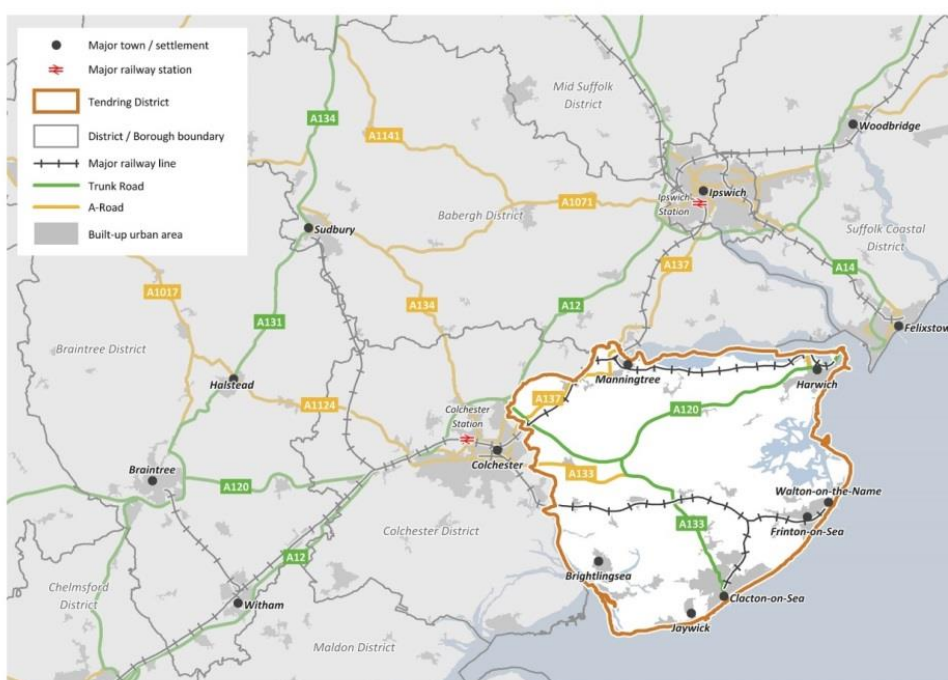 Major town / settlement
Major railway station
Tendring District
District / Borough boundary
Major railway line
Trunk Road
A-Road
Built-up urban area
A134
A1141
Mid Suffolk
District
Woodbridge
Ipswich
Ipswich
Station
A1071
Babergh District
Sudbury
Suffolk Coastal
District
A137
A14
A1017
A134
A12
A131
Felixstow
Braintree District
Manningtree
Harwich
Halstead
A137
A1124
Colchester
Station
A120
Colchester
Braintree
A133
A120
Walton-on-the-Name
A133
Frinton-on-Sea
Colchester District
A12
Brightlingsea
Chelmsford
District
Clacton-on-Sea
Witham
Jaywick
Maldon District